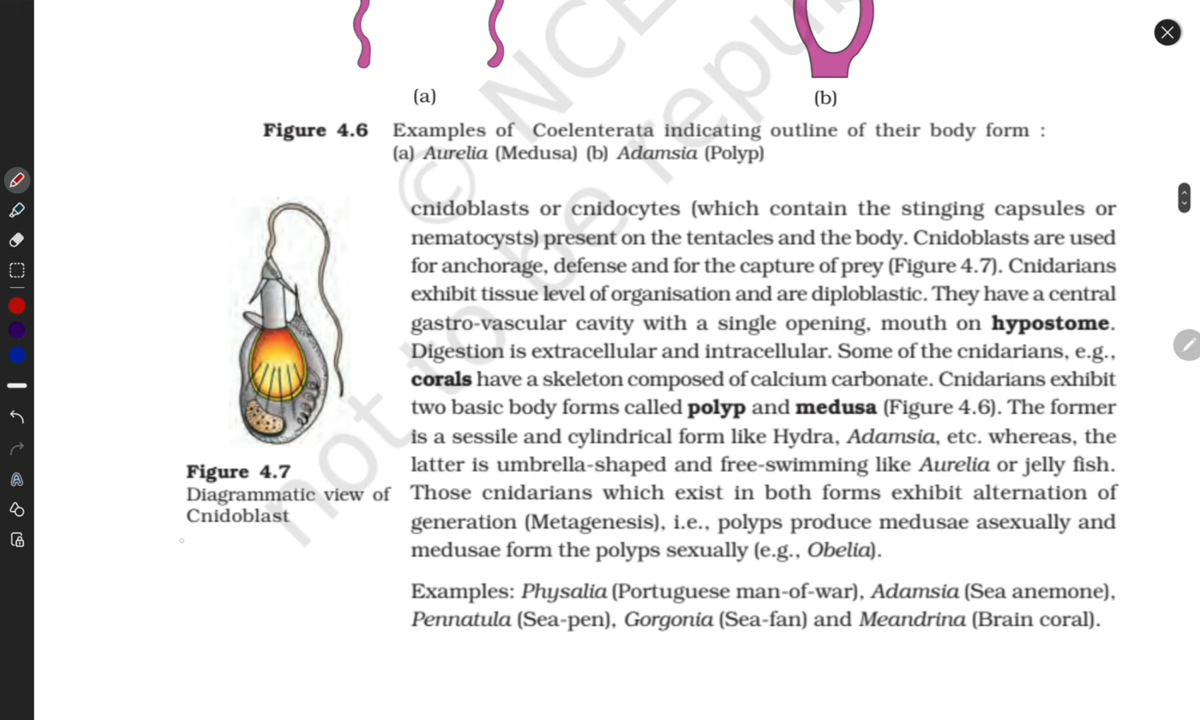 (a)
(b)
Figure 4.6 Examples of Coelenterata indicating outline of their body form :
(a) Aurelia (Medusa) (b) Adamsia (Polyp)
cnidoblasts or cnidocytes (which contain the stinging capsules or
nematocysts) present on the tentacles and the body. Cnidoblasts are used
for anchorage, defense and for the capture of prey (Figure 4.7). Cnidarians
exhibit tissue level of organisation and are diploblastic. They have a central
gastro-vascular cavity with a single opening, mouth on hypostome.
Digestion is extracellular and intracellular. Some of the cnidarians, e.g.,
corals have a skeleton composed of calcium carbonate. Cnidarians exhibit
two basic body forms called polyp and medusa (Figure 4.6). The former
is a sessile and cylindrical form like Hydra, Adamsia, etc. whereas, the
latter is umbrella-shaped and free-swimming like Aurelia or jelly fish.
Those cnidarians which exist in both forms exhibit alternation of
generation (Metagenesis), i.e., polyps produce medusae asexually and
medusae form the polyps sexually (e.g., Obelia).
Examples: Physalia (Portuguese man-of-war), Adamsia (Sea anemone),
Pennatula (Sea-pen), Gorgonia (Sea-fan) and Meandrina (Brain coral).
Figure 4.7
Diagrammatic view of
Cnidoblast
not to be